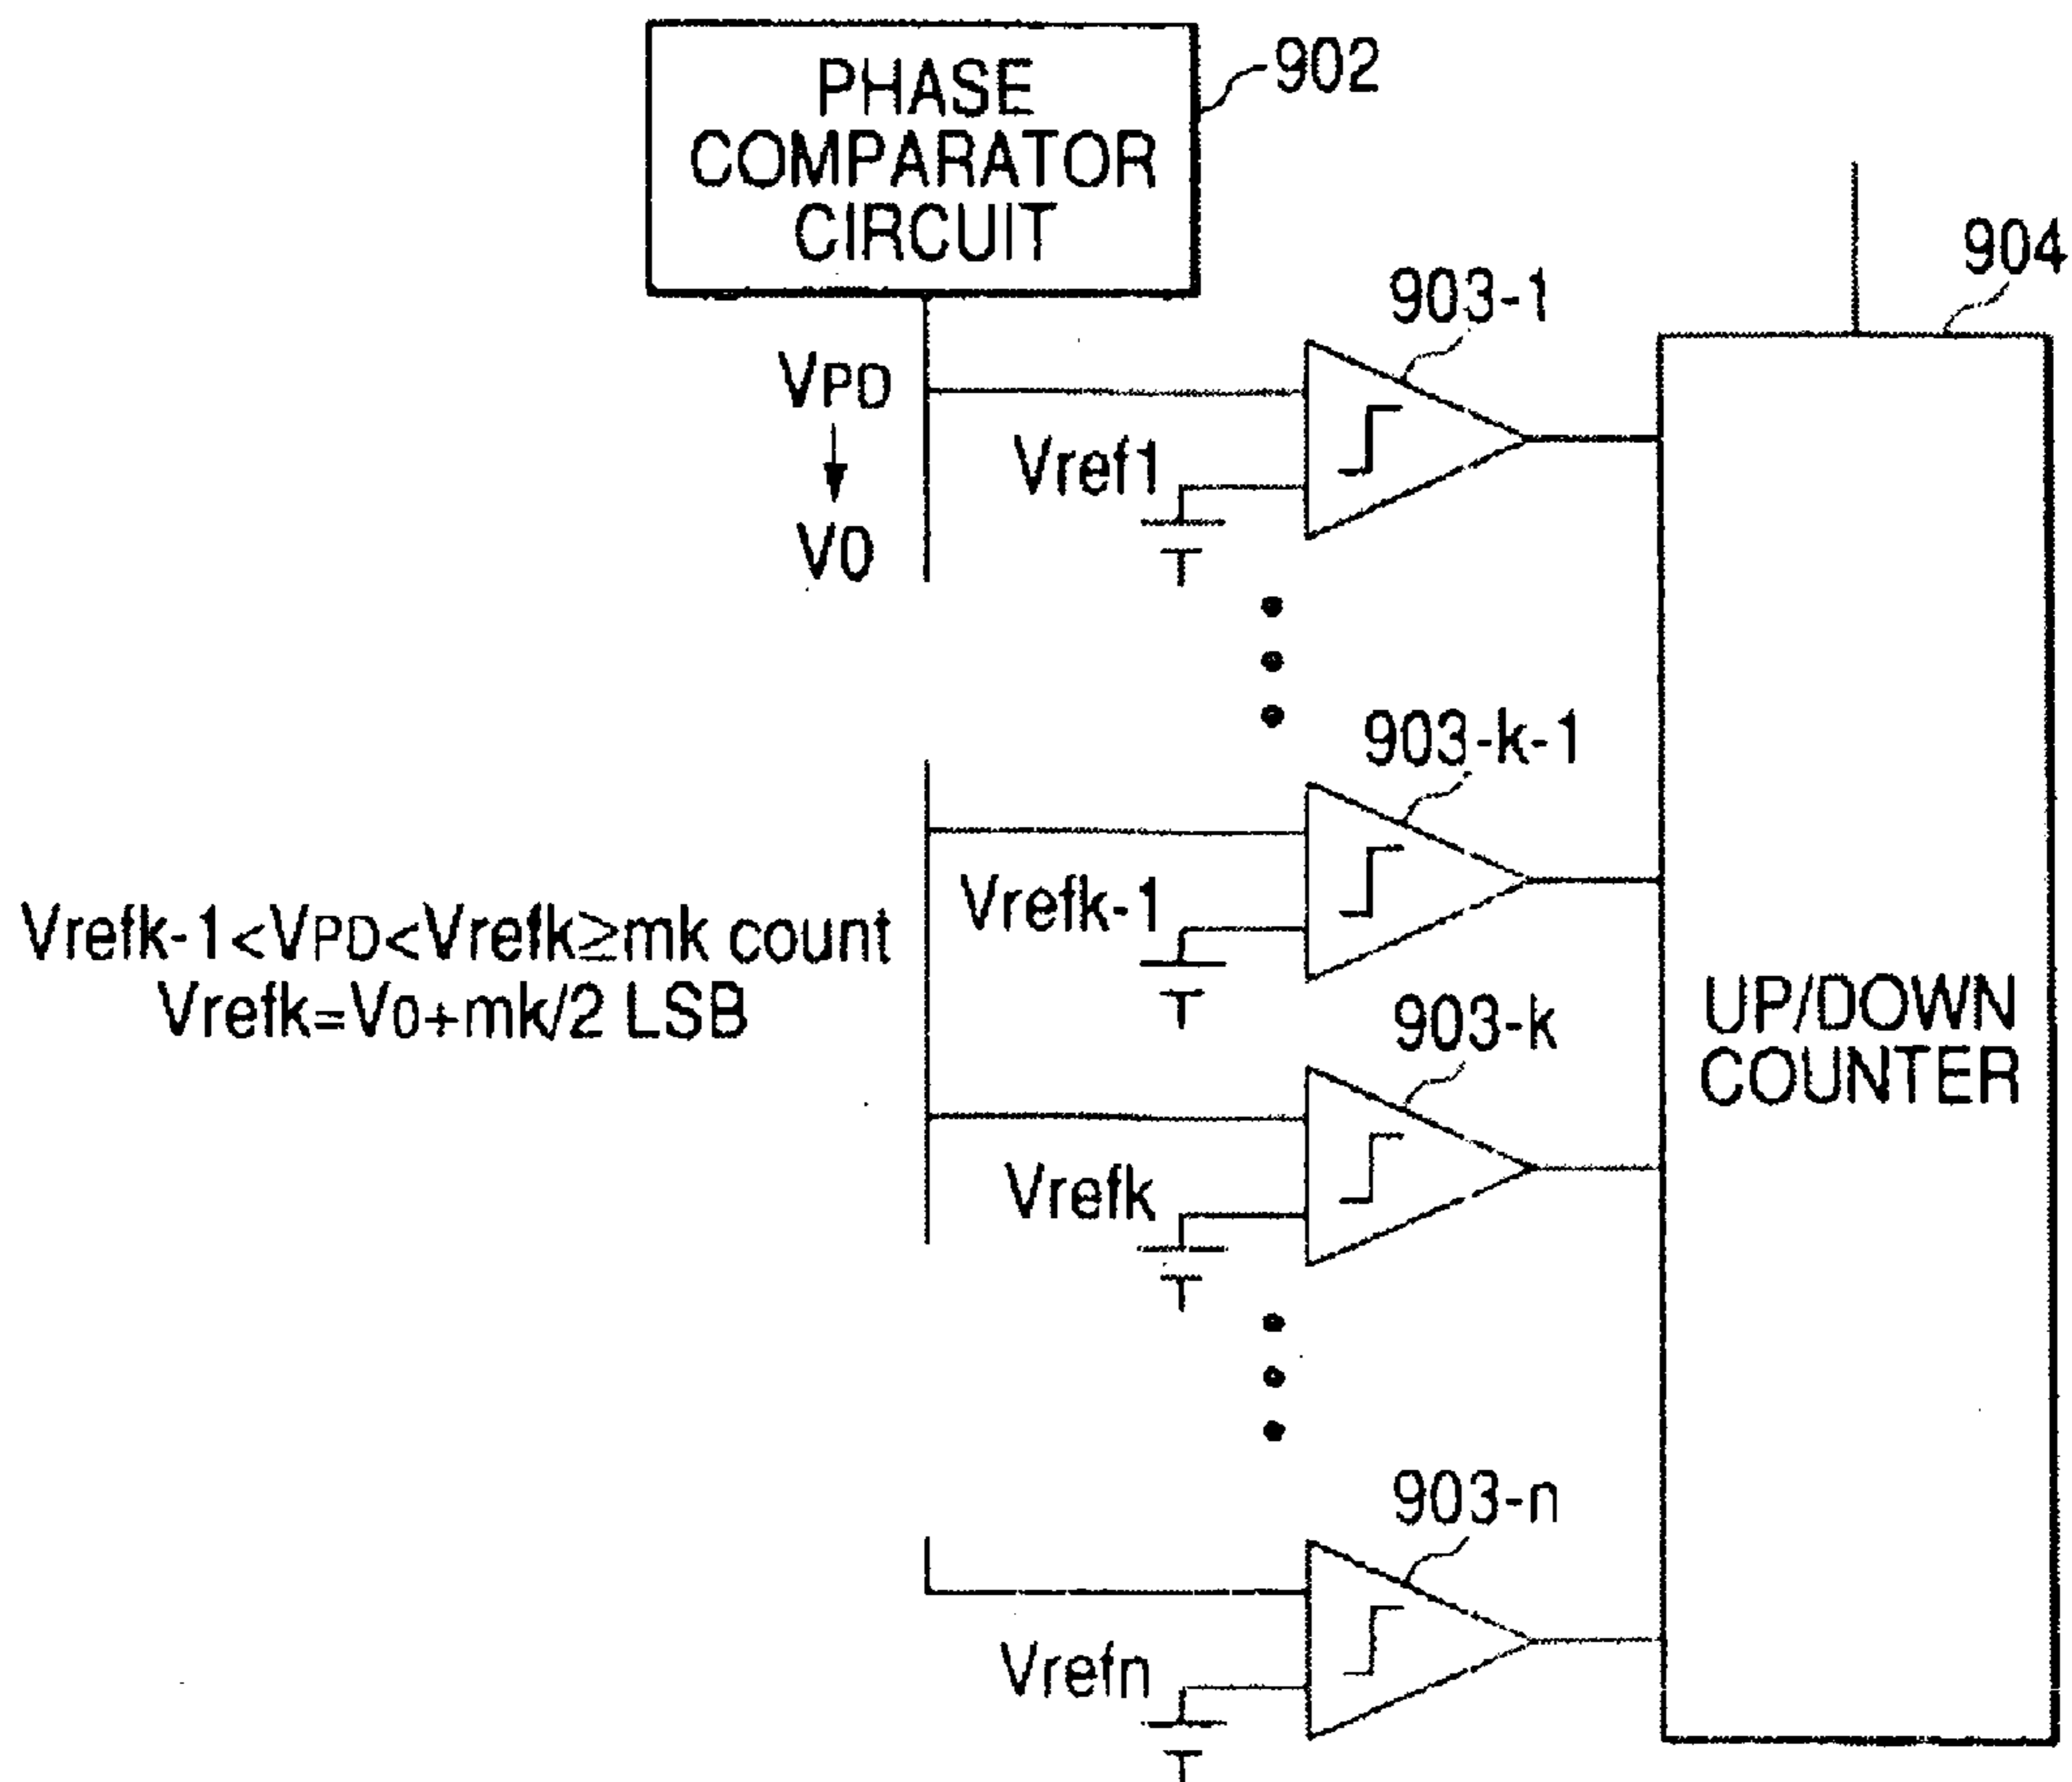 PHASE
COMPARATOR
CIRCUIT
902
904
903-1
VPD
Vref1
V0
903-k-1
Vrefk-1
Vrefk-1<VPD<Vrefk≥mk count
Vrefk=V0+mk/2 LSB
903-k
UP/DOWN
COUNTER
Vrefk
903-n
Vrefn